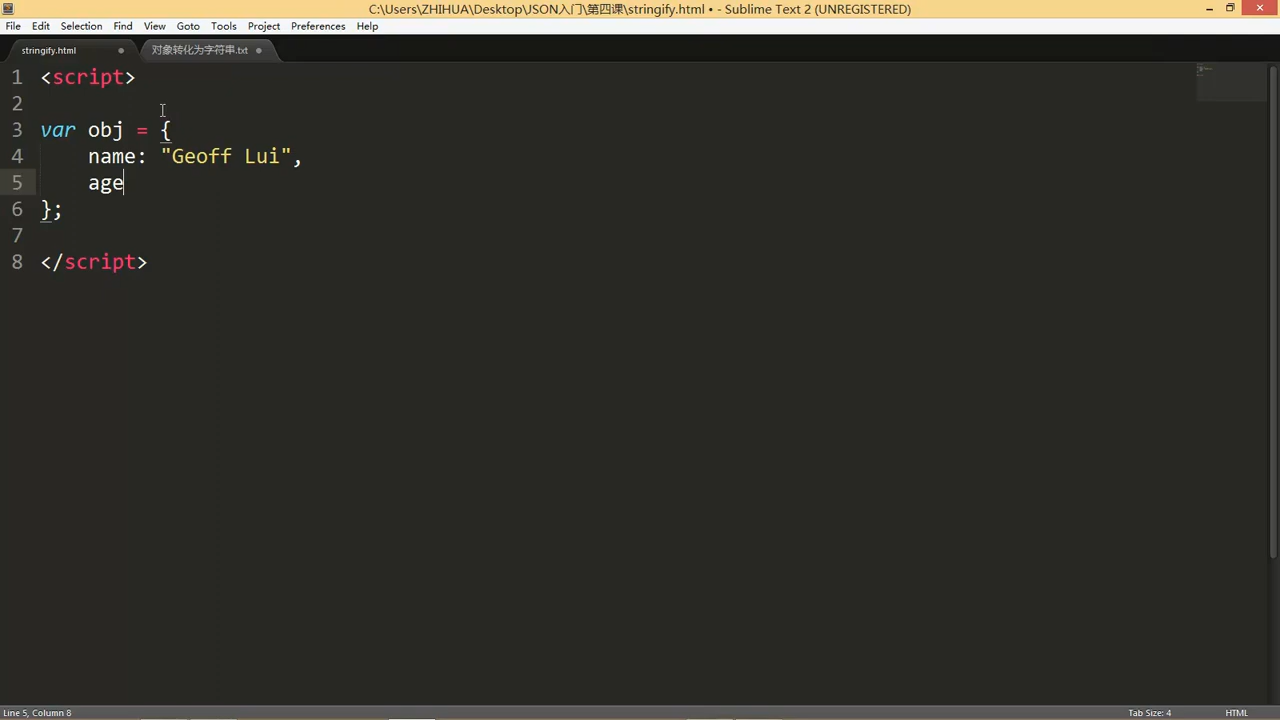 C:\Users\ZHIHUA\Desktop\JSON入门\第四课\stringify.html • - Sublime Text 2 (UNREGISTERED)
File Edit Selection Find View Goto Tools Project Preferences Help
stringify.html 对象转化为字符串.txt
1 <script>
2
3 var obj = {
4 name: "Geoff Lui",
5 age
6 };
7
8 </script>
Line 5, Column 8 Tab Size: 4 HTML